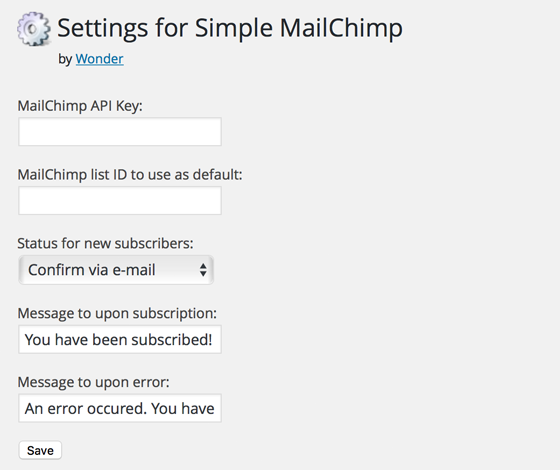 Settings for Simple MailChimp
by Wonder
MailChimp API Key:
MailChimp list ID to use as default:
Status for new subscribers:
Confirm via e-mail
Message to upon subscription:
You have been subscribed!
Message to upon error:
An error occured. You have
Save